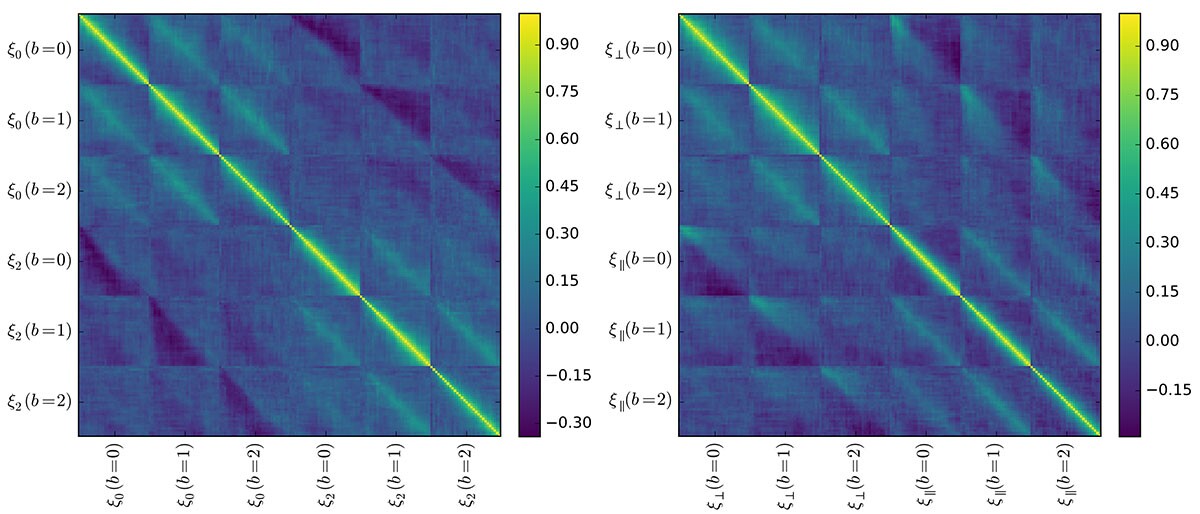 ξ₀(b=0)
ξ₀(b=1)
ξ₀(b=2)
ξ₂(b=0)
ξ₂(b=1)
ξ₂(b=2)
ξ₀(b=0)
ξ₀(b=1)
ξ₀(b=2)
ξ₂(b=0)
ξ₂(b=1)
ξ₂(b=2)
0.90
0.75
0.60
0.45
0.30
0.15
0.00
−0.15
−0.30
ξ⊥(b=0)
ξ⊥(b=1)
ξ⊥(b=2)
ξ∥(b=0)
ξ∥(b=1)
ξ∥(b=2)
ξ⊥(b=0)
ξ⊥(b=1)
ξ⊥(b=2)
ξ∥(b=0)
ξ∥(b=1)
ξ∥(b=2)
0.90
0.75
0.60
0.45
0.30
0.15
0.00
−0.15